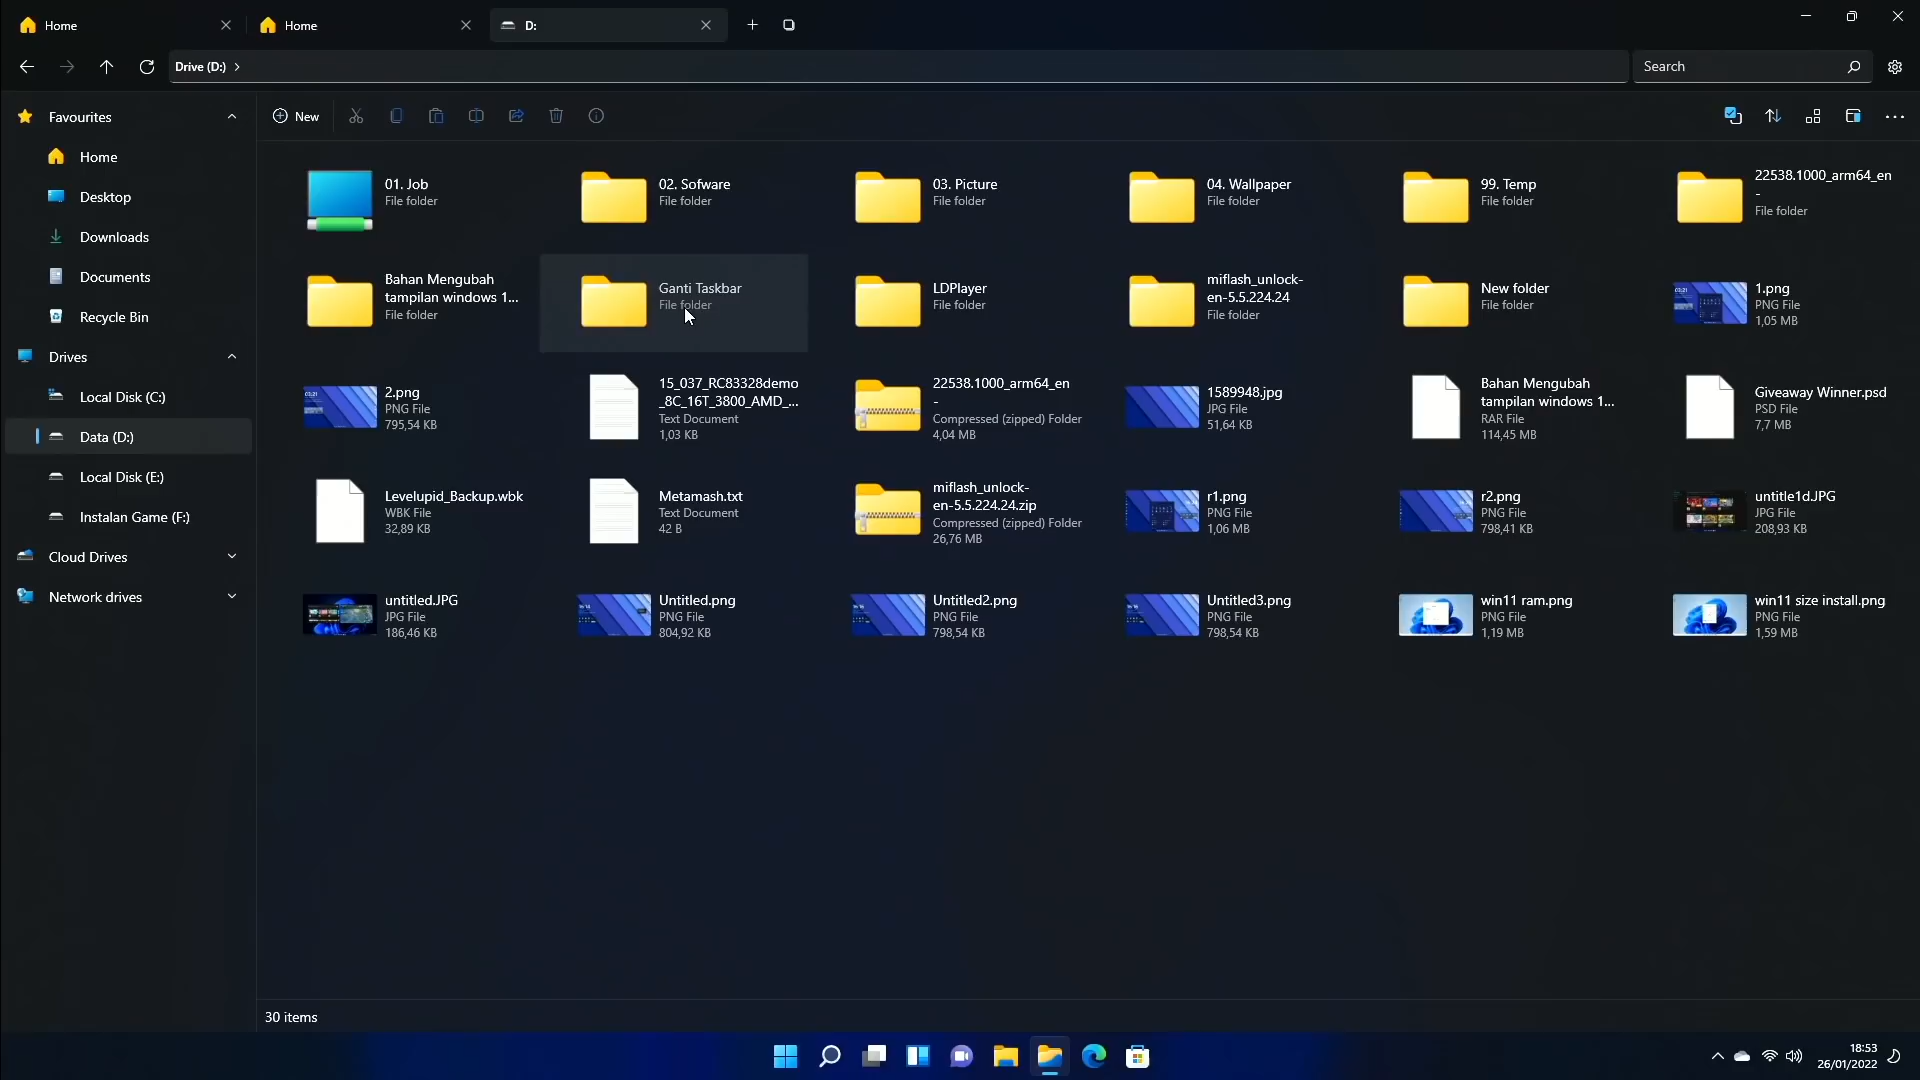 Home
Home
D:
Drive (D:)
Search
Favourites
Home
Desktop
Downloads
Documents
Recycle Bin
Drives
Local Disk (C:)
Data (D:)
Local Disk (E:)
Instalan Game (F:)
Cloud Drives
Network drives
New
01. Job
File folder
02. Sofware
File folder
03. Picture
File folder
04. Wallpaper
File folder
99. Temp
File folder
22538.1000_arm64_en
-
File folder
Bahan Mengubah
tampilan windows 1...
File folder
Ganti Taskbar
File folder
LDPlayer
File folder
miflash_unlock-
en-5.5.224.24
File folder
New folder
File folder
1.png
PNG File
1,05 MB
2.png
PNG File
795,54 KB
15_037_RC83328demo
_8C_16T_3800_AMD_...
Text Document
1,03 KB
22538.1000_arm64_en
-
Compressed (zipped) Folder
4,04 MB
1589948.jpg
JPG File
51,64 KB
Bahan Mengubah
tampilan windows 1...
RAR File
114,45 MB
Giveaway Winner.psd
PSD File
7,7 MB
Levelupid_Backup.wbk
WBK File
32,89 KB
Metamash.txt
Text Document
42 B
miflash_unlock-
en-5.5.224.24.zip
Compressed (zipped) Folder
26,76 MB
r1.png
PNG File
1,06 MB
r2.png
PNG File
798,41 KB
untitle1d.JPG
JPG File
208,93 KB
untitled.JPG
JPG File
186,46 KB
Untitled.png
PNG File
804,92 KB
Untitled2.png
PNG File
798,54 KB
Untitled3.png
PNG File
798,54 KB
win11 ram.png
PNG File
1,19 MB
win11 size install.png
PNG File
1,59 MB
30 items
18:53
26/01/2022